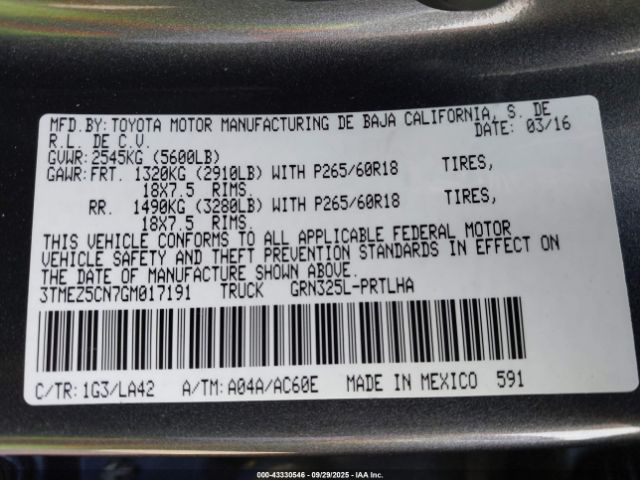 MFD.BY: TOYOTA MOTOR MANUFACTURING DE BAJA CALIFORNIA, S. DE
R.L. DE C.V. DATE: 03/16
GVWR: 2545KG (5600LB)
GAWR: FRT. 1320KG (2910LB) WITH P265/60R18 TIRES,
18X7.5 RIMS.
RR. 1490KG (3280LB) WITH P265/60R18 TIRES,
18X7.5 RIMS.
THIS VEHICLE CONFORMS TO ALL APPLICABLE FEDERAL MOTOR
VEHICLE SAFETY AND THEFT PREVENTION STANDARDS IN EFFECT ON
THE DATE OF MANUFACTURE SHOWN ABOVE.
3TMEZ5CN7GM017191 TRUCK GRN325L-PRTLHA
C/TR: 1G3/LA42 A/TM: A04A/AC60E MADE IN MEXICO 591
000-43330546 - 09/29/2025 - IAA Inc.